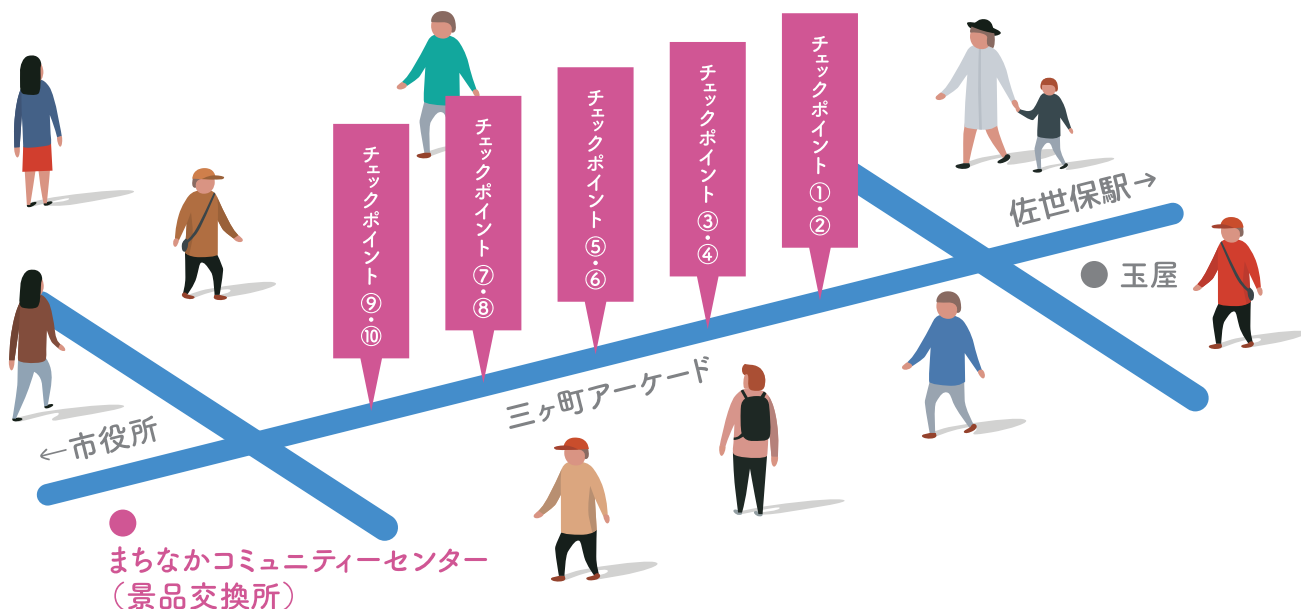 チェックポイント①・②
チェックポイント③・④
チェックポイント⑤・⑥
チェックポイント⑦・⑧
チェックポイント⑨・⑩
佐世保駅→
玉屋
三ヶ町アーケード
←市役所
まちなかコミュニティーセンター
（景品交換所）